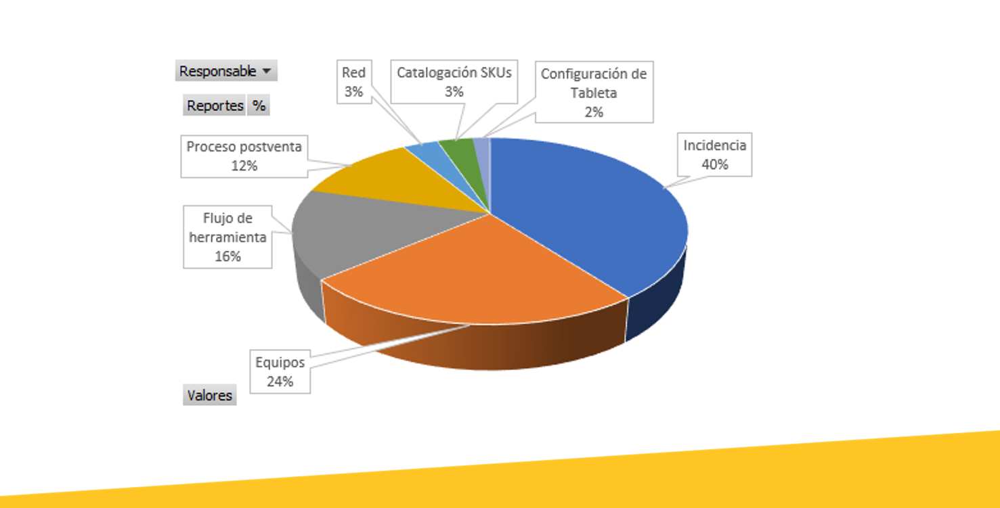 Responsable
Reportes %
Red
3%
Catalogación SKUs
3%
Configuración de
Tableta
2%
Proceso postventa
12%
Incidencia
40%
Flujo de
herramienta
16%
Equipos
24%
Valores